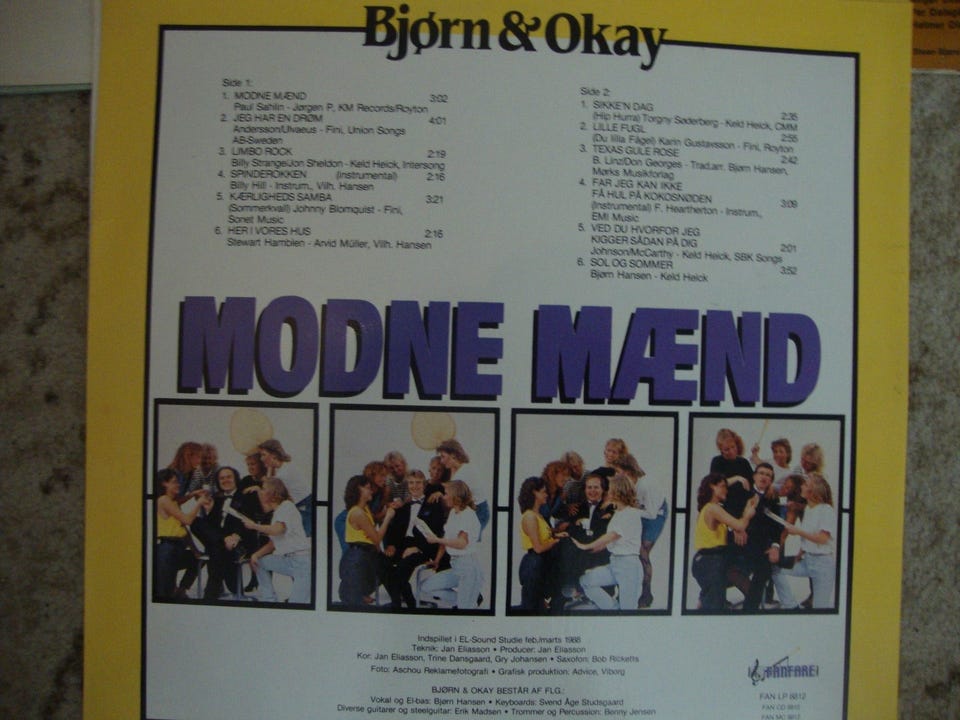 Bjørn & Okay
Side 1:
1. MODNE MÆND 3:02
Paul Sahlin - Jørgen P., KM Records/Royton
2. JEG HAR EN DRØM 4:01
Andersson/Ulvaeus - Fini, Union Songs
AB-Sweden
3. LIMBO ROCK 2:19
Billy Strange/Jon Sheldon - Keld Heick, Intersong
4. SPINDEROKKEN (Instrumental) 2:16
Billy Hill - Instrum., Vilh. Hansen
5. KÆRLIGHEDS SAMBA 3:21
(Sommerkväll) Johnny Blomquist - Fini,
Sonet Music
6. HER I VORES HUS 2:16
Stewart Hamblen - Arvid Müller, Vilh. Hansen
Side 2:
1. SIKKE'N DAG 2:35
(Hip Hurra) Torgny Søderberg - Keld Heick, CMM
2. LILLE FUGL 2:55
(Du lilla Fågel) Karin Gustavsson - Fini, Royton
3. TEXAS GULE ROSE 2:42
B. Linz/Don Georges - Trad.arr. Bjørn Hansen,
Mørks Musikforlag
4. FAR JEG KAN IKKE
FÅ HUL PÅ KOKOSNØDEN 3:09
(Instrumental) F. Heartherton - Instrum.,
EMI Music
5. VED DU HVORFOR JEG
KIGGER SÅDAN PÅ DIG 2:01
Johnson/McCarthy - Keld Heick, SBK Songs
6. SOL OG SOMMER 3:52
Bjørn Hansen - Keld Heick
MODNE MÆND
Indspillet i EL-Sound Studie feb./marts 1988
Teknik: Jan Eliasson • Producer: Jan Eliasson
Kor: Jan Eliasson, Trine Dansgaard, Gry Johansen • Saxofon: Bob Ricketts
Foto: Aschou Reklamefotografi • Grafisk produktion: Advice, Viborg
BJØRN & OKAY BESTÅR AF FLG.:
Vokal og El-bas: Bjørn Hansen • Keyboards: Svend Åge Studsgaard
Diverse guitarer og steelguitar: Erik Madsen • Trommer og Percussion: Benny Jensen
FANFARE
FAN LP 8812
FAN CD 8812
FAN MC 8812